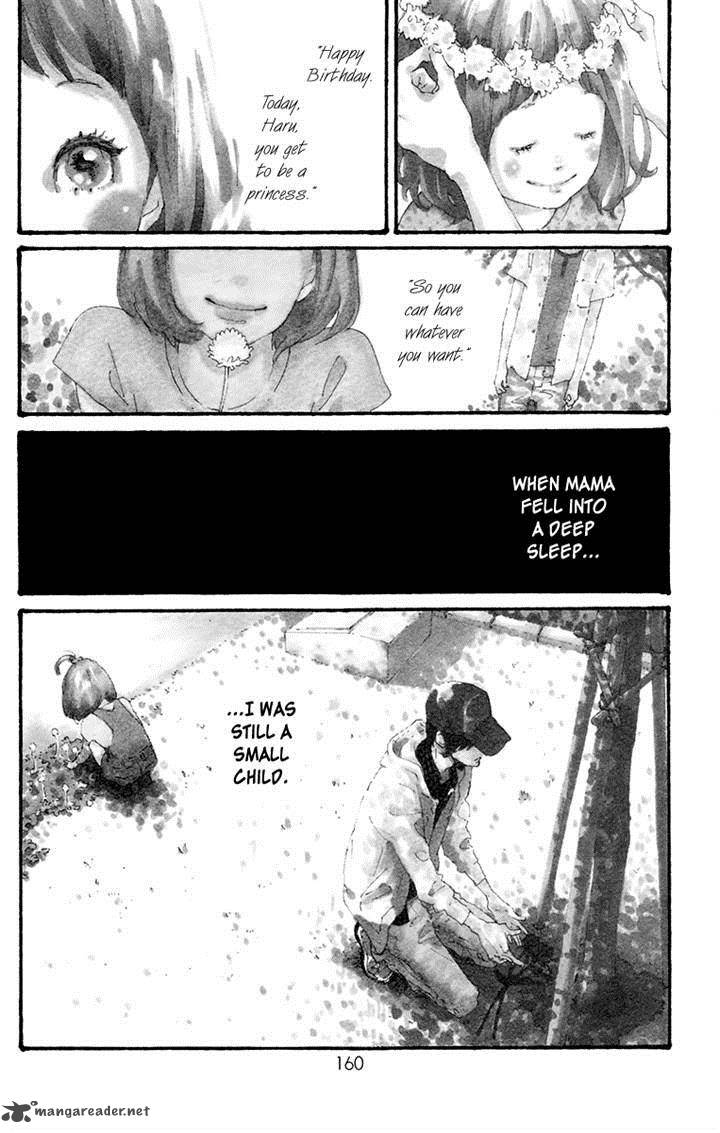 "Happy
Birthday.
Today,
Haru,
you get
to be a
princess."
"So you
can have
whatever
you want."
WHEN MAMA
FELL INTO
A DEEP
SLEEP...
...I WAS
STILL A
SMALL
CHILD.
160
mangareader.net